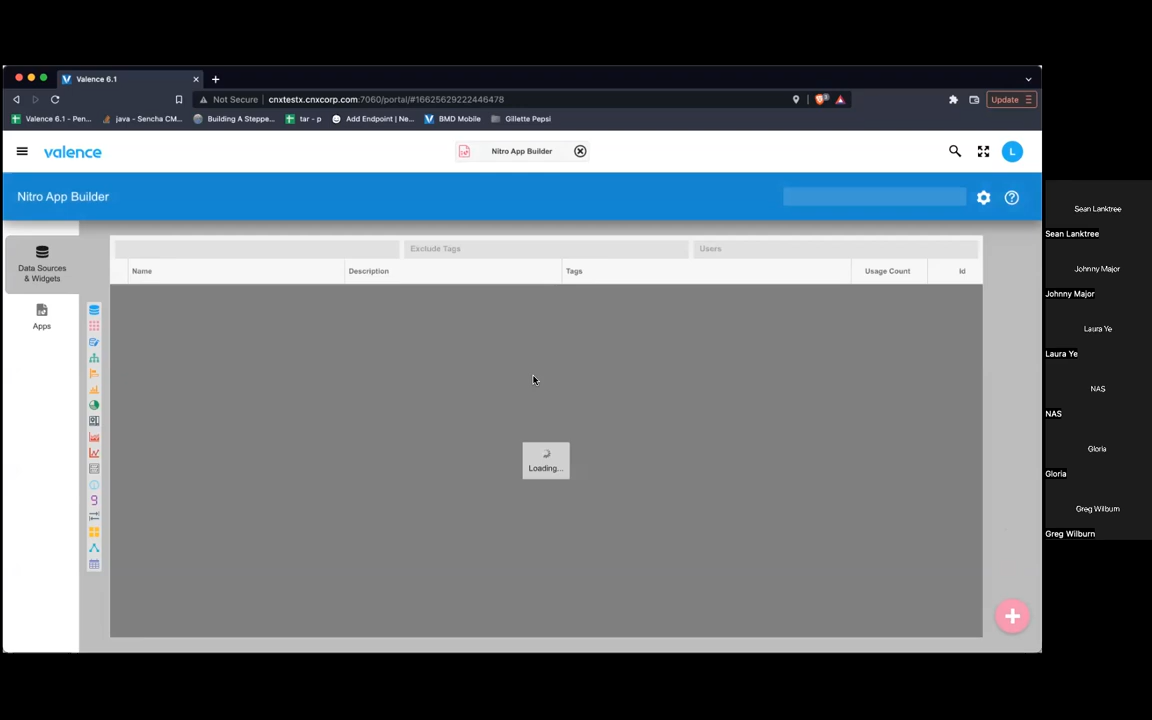 Valence 6.1
Not Secure cnxtestx.cnxcorp.com:7060/portal/#16625629222446478
Update
Valence 6.1 - Pen...
java - Sencha CM...
Building A Steppe...
tar - p
Add Endpoint | Ne...
BMD Mobile
Gillette Pepsi
valence
Nitro App Builder
L
Nitro App Builder
Data Sources
& Widgets
Apps
Exclude Tags
Users
Name
Description
Tags
Usage Count
Id
Loading...
Sean Lanktree
Sean Lanktree
Johnny Major
Johnny Major
Laura Ye
Laura Ye
NAS
NAS
Gloria
Gloria
Greg Wilburn
Greg Wilburn